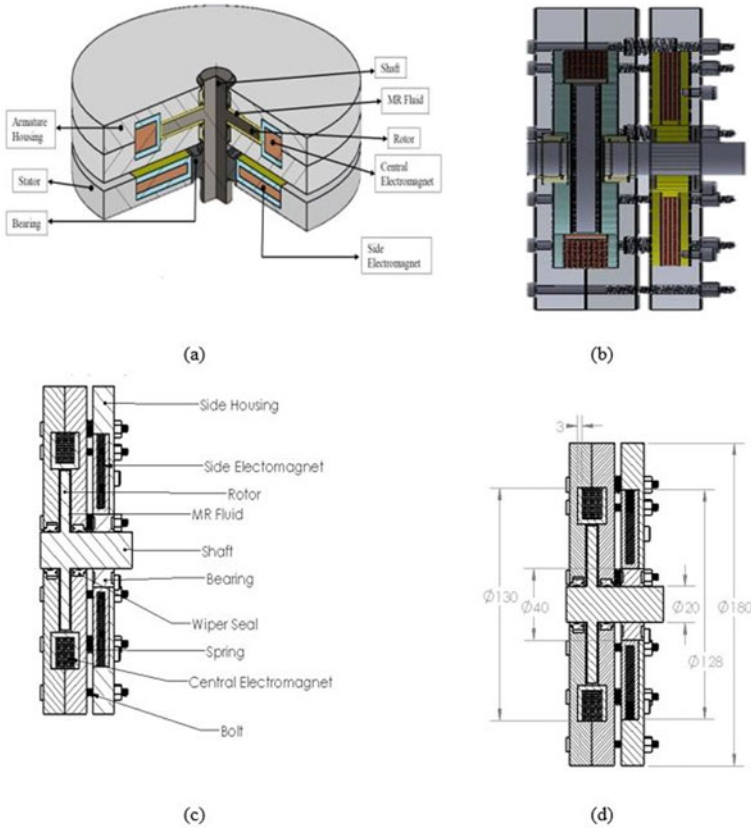 Shaft
MR Fluid
Armature
Housing
Rotor
Central
Electromagnet
Stator
Bearing
Side
Electromagnet
(a)
(b)
Side Housing
Side Electomagnet
Rotor
MR Fluid
Shaft
Bearing
Wiper Seal
Spring
Central Electromagnet
Bolt
(c)
3
Ø130
Ø40
Ø20
Ø180
Ø128
(d)